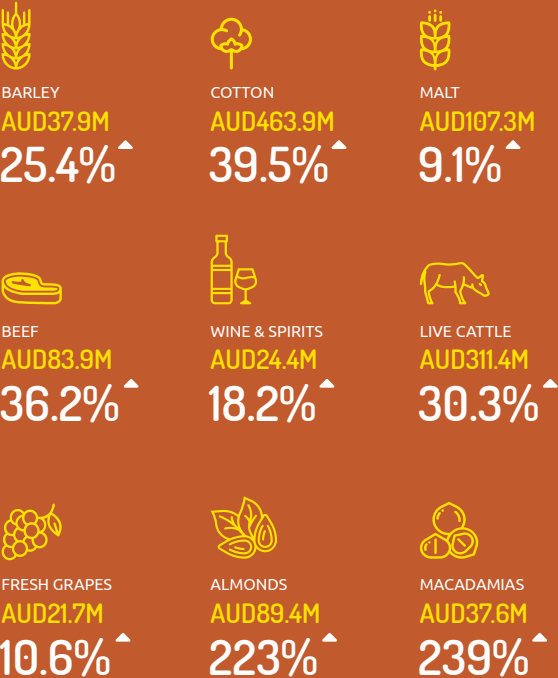 BARLEY
AUD37.9M
25.4%
COTTON
AUD463.9M
39.5%
MALT
AUD107.3M
9.1%
BEEF
AUD83.9M
36.2%
WINE & SPIRITS
AUD24.4M
18.2%
LIVE CATTLE
AUD311.4M
30.3%
FRESH GRAPES
AUD21.7M
10.6%
ALMONDS
AUD89.4M
223%
MACADAMIAS
AUD37.6M
239%